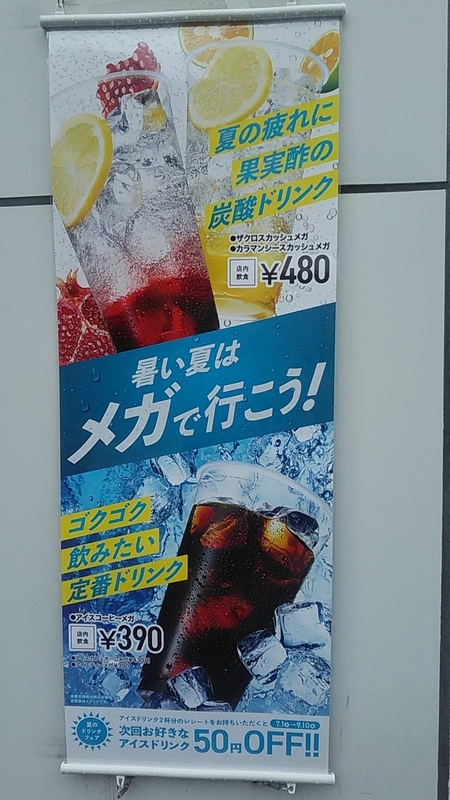 夏の疲れに
果実酢の
炭酸ドリンク
●ザクロスカッシュメガ
●カラマンシースカッシュメガ
店内
飲食
¥480
暑い夏は
メガで行こう!
ゴクゴク
飲みたい
定番ドリンク
●アイスコーヒーメガ
店内
飲食
¥390
夏の
ドリンク
フェア
アイスドリンク2杯分のレシートをお持ちいただくと
7.1→9.10
次回お好きな
アイスドリンク
50円OFF!!